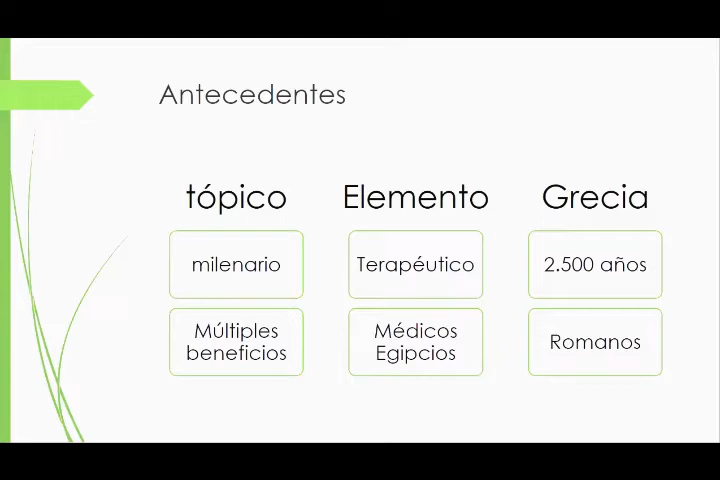 Antecedentes
tópico
milenario
Múltiples
beneficios
Elemento
Terapéutico
Médicos
Egipcios
Grecia
2.500 años
Romanos